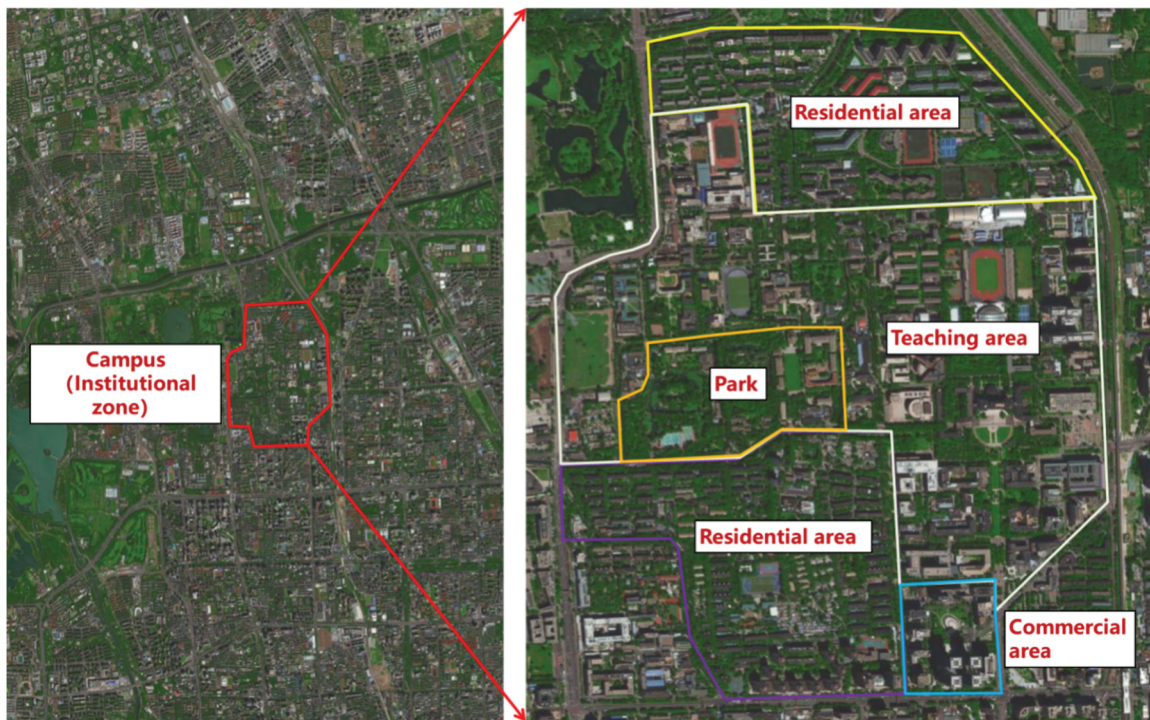 Campus
(Institutional
zone)
Residential area
Teaching area
Park
Residential area
Commercial
area